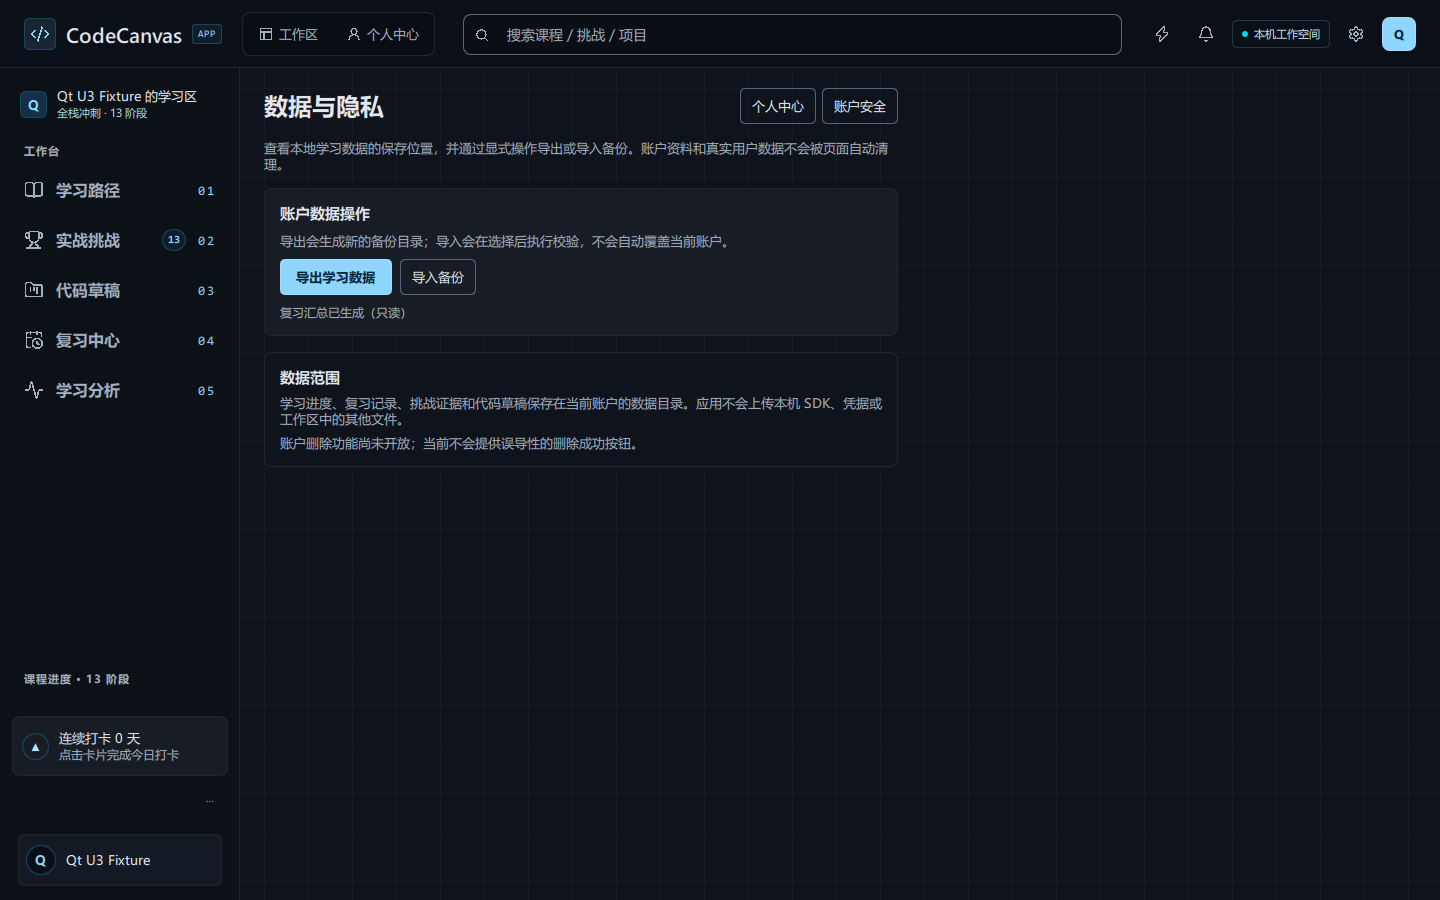 CodeCanvas APP
工作区
个人中心
搜索课程 / 挑战 / 项目
本机工作空间
Q
Q
Qt U3 Fixture 的学习区
全栈冲刺 · 13 阶段
工作台
学习路径 01
实战挑战 13 02
代码草稿 03
复习中心 04
学习分析 05
课程进度 • 13 阶段
连续打卡 0 天
点击卡片完成今日打卡
...
Q Qt U3 Fixture
数据与隐私
个人中心
账户安全
查看本地学习数据的保存位置，并通过显式操作导出或导入备份。账户资料和真实用户数据不会被页面自动清
理。
账户数据操作
导出会生成新的备份目录；导入会在选择后执行校验，不会自动覆盖当前账户。
导出学习数据
导入备份
复习汇总已生成（只读）
数据范围
学习进度、复习记录、挑战证据和代码草稿保存在当前账户的数据目录。应用不会上传本机 SDK、凭据或
工作区中的其他文件。
账户删除功能尚未开放；当前不会提供误导性的删除成功按钮。